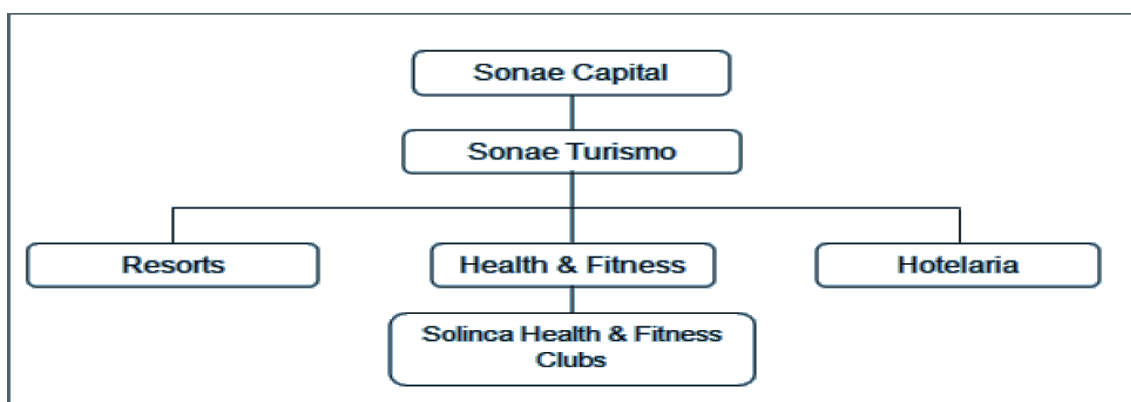 Sonae Capital
Sonae Turismo
Resorts
Health & Fitness
Hotelaria
Solinca Health & Fitness
Clubs